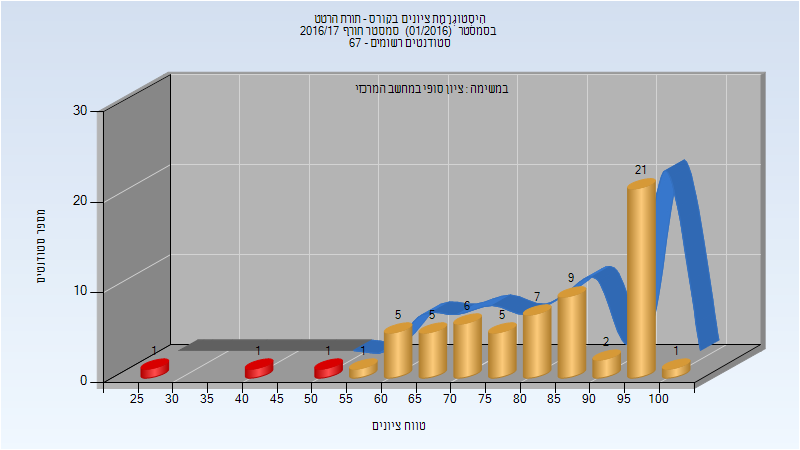 היסטוגרמת ציונים בקורס - תורת הרטט
בסמסטר (01/2016) סמסטר חורף 2016/17
סטודנטים רשומים - 67
במשימה : ציון סופי במחשב המרכזי
30
20
10
0
מספר סטודנטים
1
1
1
1
5
5
6
5
7
9
2
21
1
25 30 35 40 45 50 55 60 65 70 75 80 85 90 95 100
טווח ציונים